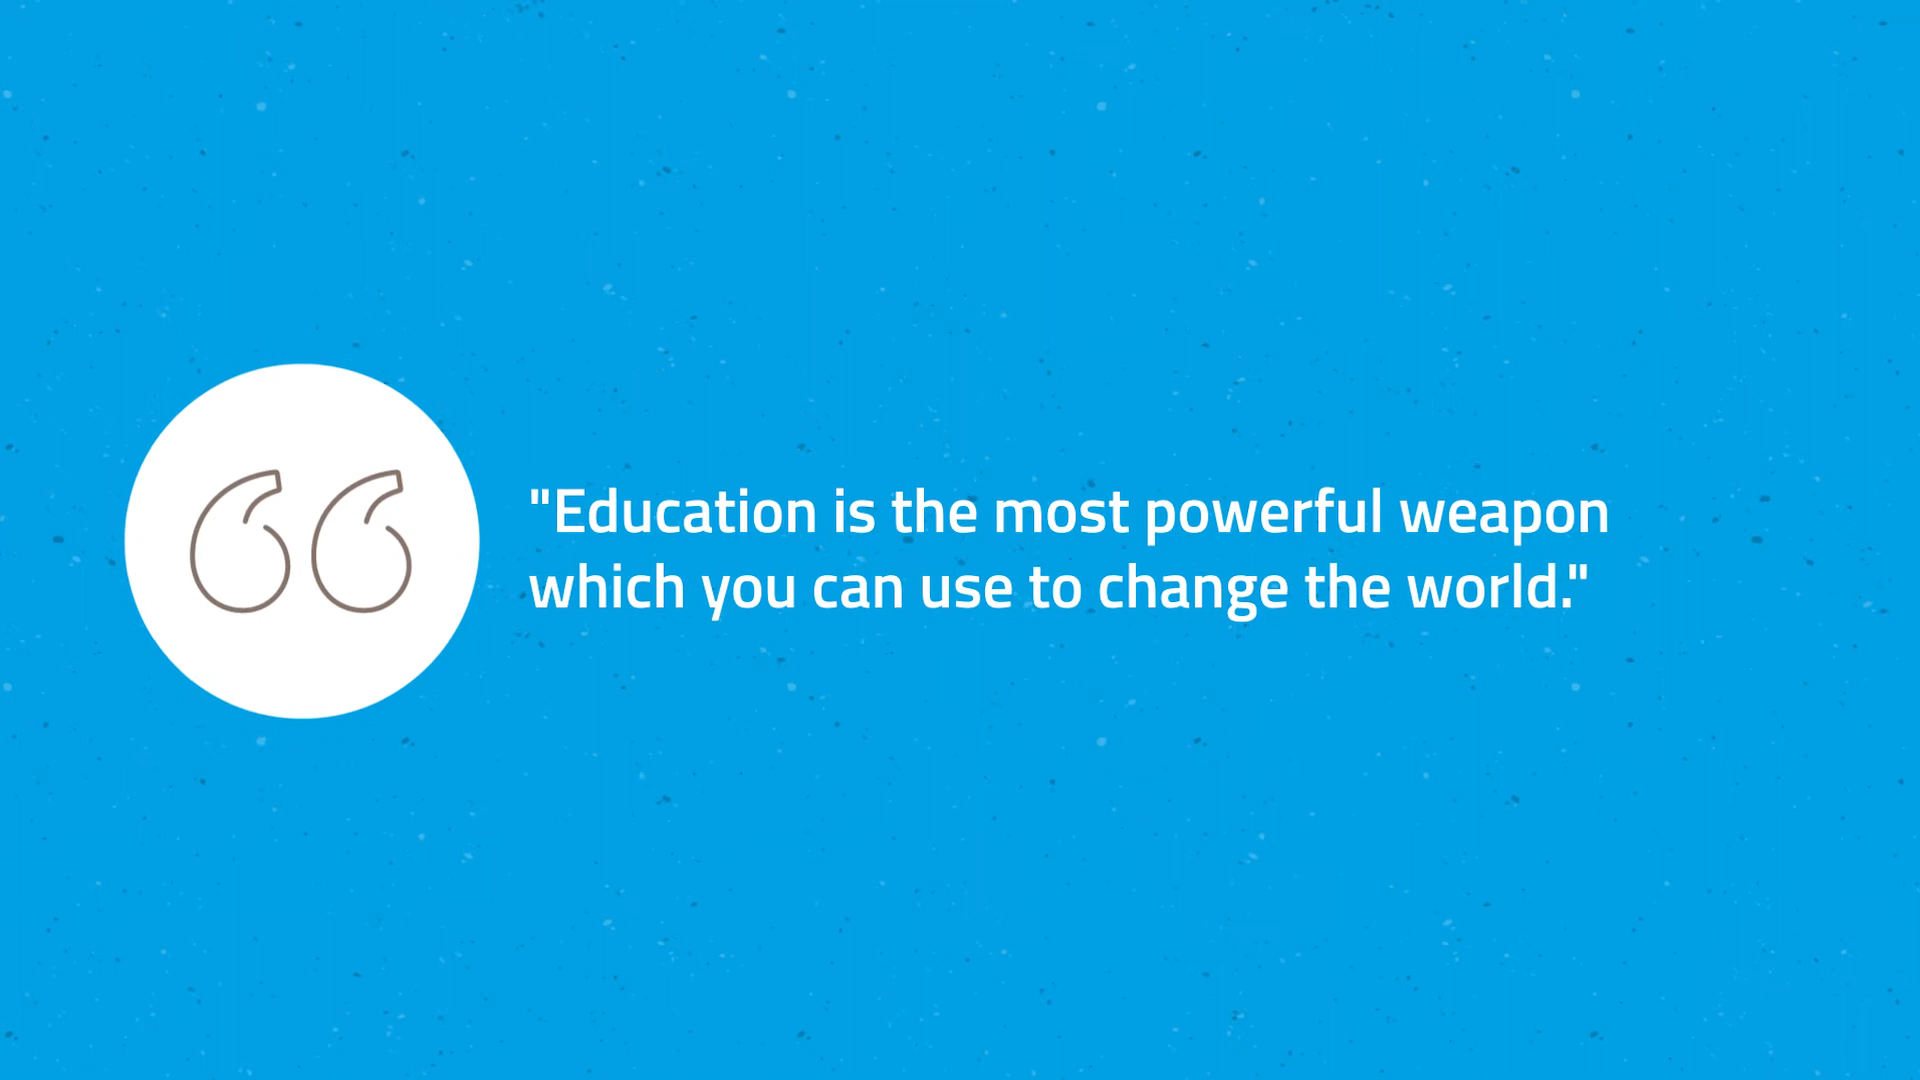 "Education is the most powerful weapon
which you can use to change the world."